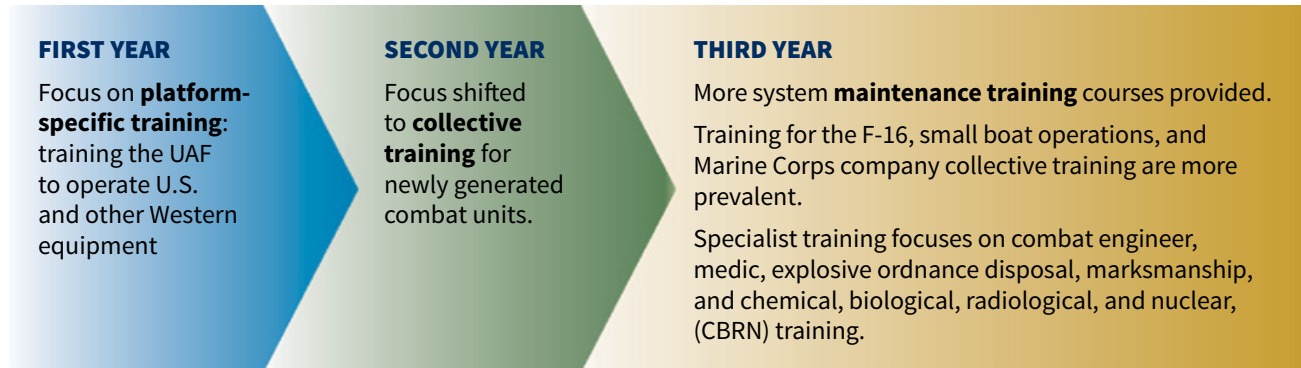 FIRST YEAR
Focus on platform-
specific training:
training the UAF
to operate U.S.
and other Western
equipment
SECOND YEAR
Focus shifted
to collective
training for
newly generated
combat units.
THIRD YEAR
More system maintenance training courses provided.
Training for the F-16, small boat operations, and
Marine Corps company collective training are more
prevalent.
Specialist training focuses on combat engineer,
medic, explosive ordnance disposal, marksmanship,
and chemical, biological, radiological, and nuclear,
(CBRN) training.